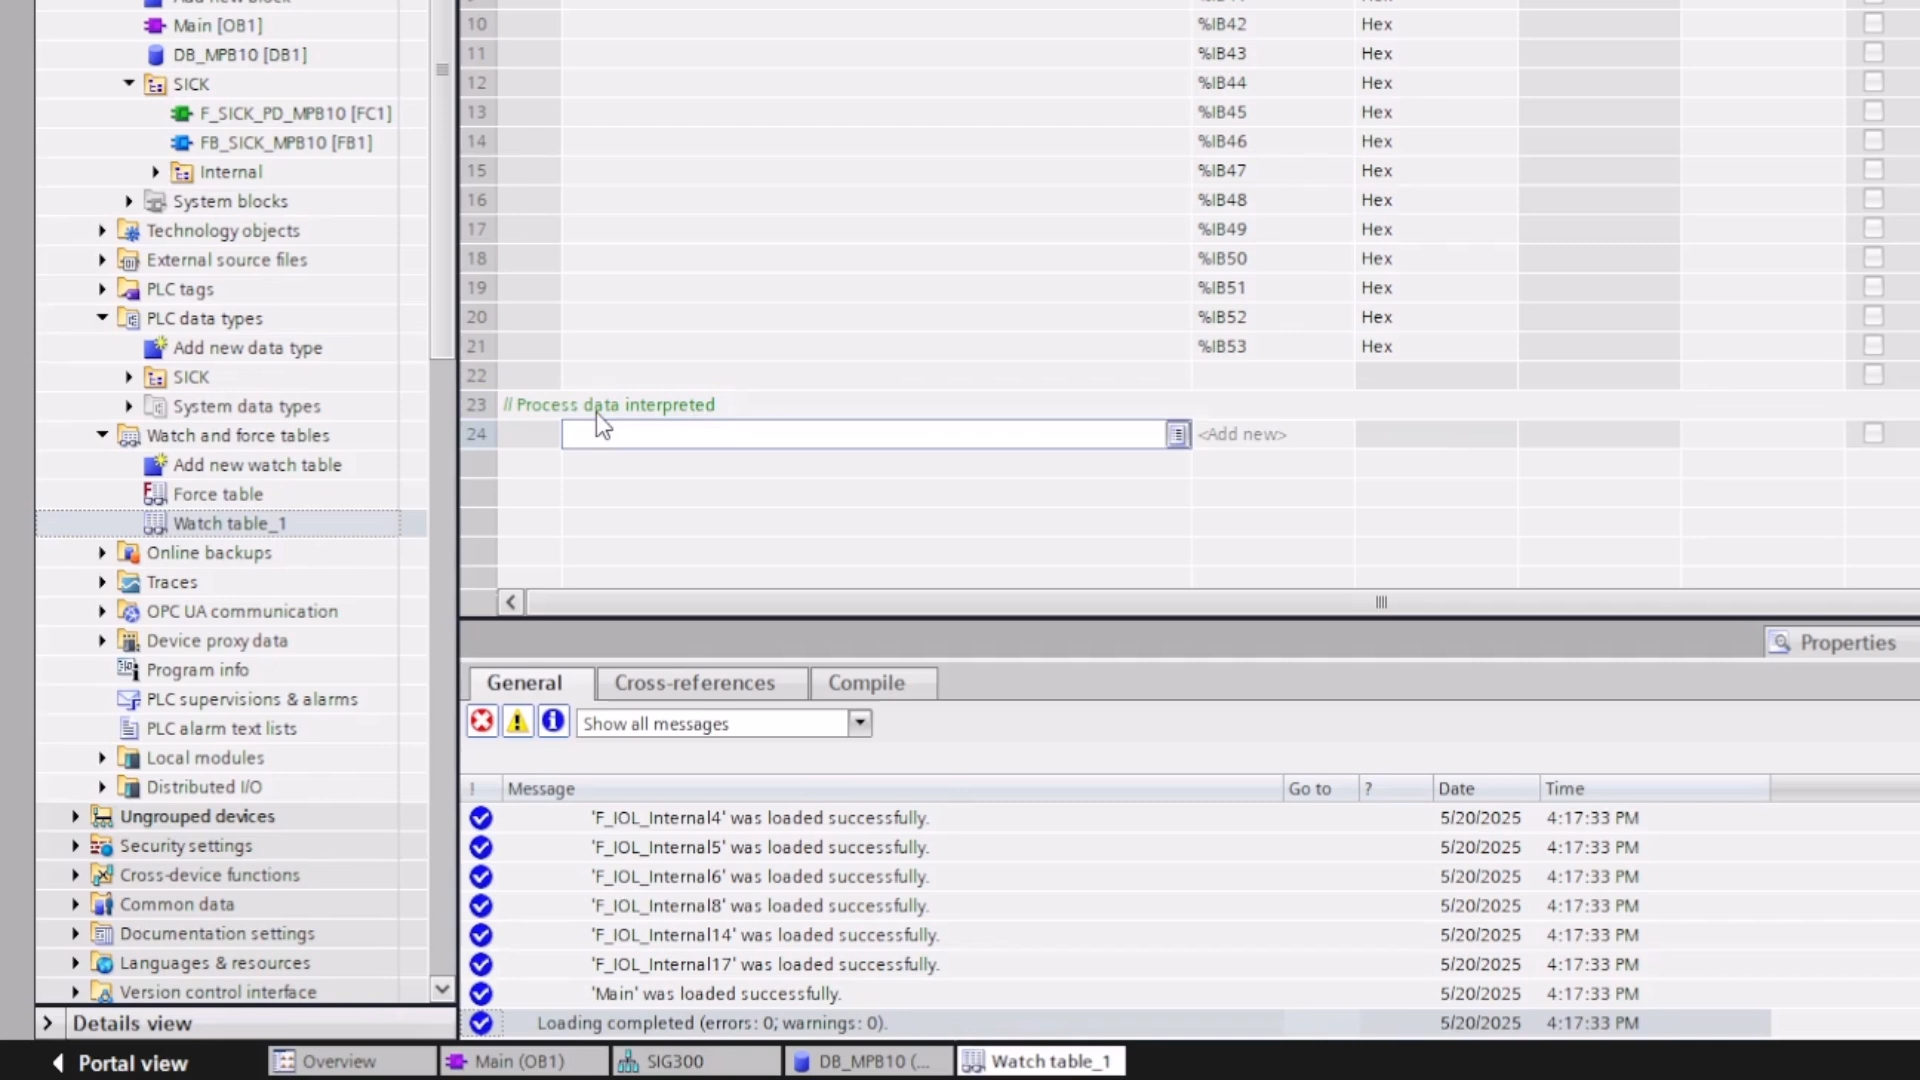 Add new block
Main [OB1]
DB_MPB10 [DB1]
SICK
F_SICK_PD_MPB10 [FC1]
FB_SICK_MPB10 [FB1]
Internal
System blocks
Technology objects
External source files
PLC tags
PLC data types
Add new data type
SICK
System data types
Watch and force tables
Add new watch table
Force table
Watch table_1
Online backups
Traces
OPC UA communication
Device proxy data
Program info
PLC supervisions & alarms
PLC alarm text lists
Local modules
Distributed I/O
Ungrouped devices
Security settings
Cross-device functions
Common data
Documentation settings
Languages & resources
Version control interface
Details view
10 %IB42 Hex
11 %IB43 Hex
12 %IB44 Hex
13 %IB45 Hex
14 %IB46 Hex
15 %IB47 Hex
16 %IB48 Hex
17 %IB49 Hex
18 %IB50 Hex
19 %IB51 Hex
20 %IB52 Hex
21 %IB53 Hex
22
23 // Process data interpreted
24 <Add new>
Properties
General Cross-references Compile
Show all messages
! Message Go to ? Date Time
'F_IOL_Internal4' was loaded successfully. 5/20/2025 4:17:33 PM
'F_IOL_Internal5' was loaded successfully. 5/20/2025 4:17:33 PM
'F_IOL_Internal6' was loaded successfully. 5/20/2025 4:17:33 PM
'F_IOL_Internal8' was loaded successfully. 5/20/2025 4:17:33 PM
'F_IOL_Internal14' was loaded successfully. 5/20/2025 4:17:33 PM
'F_IOL_Internal17' was loaded successfully. 5/20/2025 4:17:33 PM
'Main' was loaded successfully. 5/20/2025 4:17:33 PM
Loading completed (errors: 0; warnings: 0). 5/20/2025 4:17:33 PM
Portal view Overview Main (OB1) SIG300 DB_MPB10 (... Watch table_1